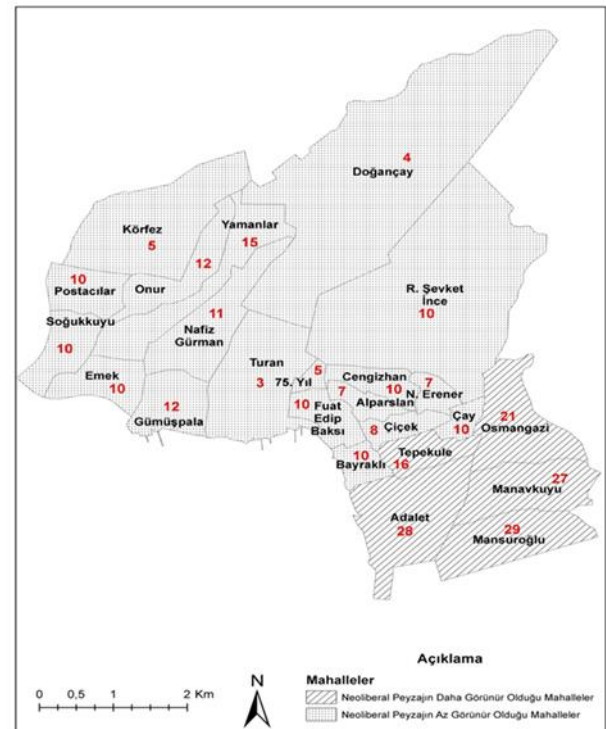 4
Doğançay
Yamanlar
15
Körfez
5
12
10
Postacılar
Onur
R. Şevket
İnce
10
11
Nafiz
Gürman
Soğukkuyu
10
Turan
3
75. Yıl
5
Cengizhan
10
7
N. Erener
7
Alparslan
Emek
10
12
Gümüşpala
10
Fuat
Edip
Baksı
8
Çiçek
Çay
10
21
Osmangazi
10
Bayraklı
Tepekule
16
27
Manavkuyu
Adalet
28
29
Mansuroğlu
Açıklama
Mahalleler
Neoliberal Peyzajın Daha Görünür Olduğu Mahalleler
Neoliberal Peyzajın Az Görünür Olduğu Mahalleler
N
0 0,5 1 2 Km